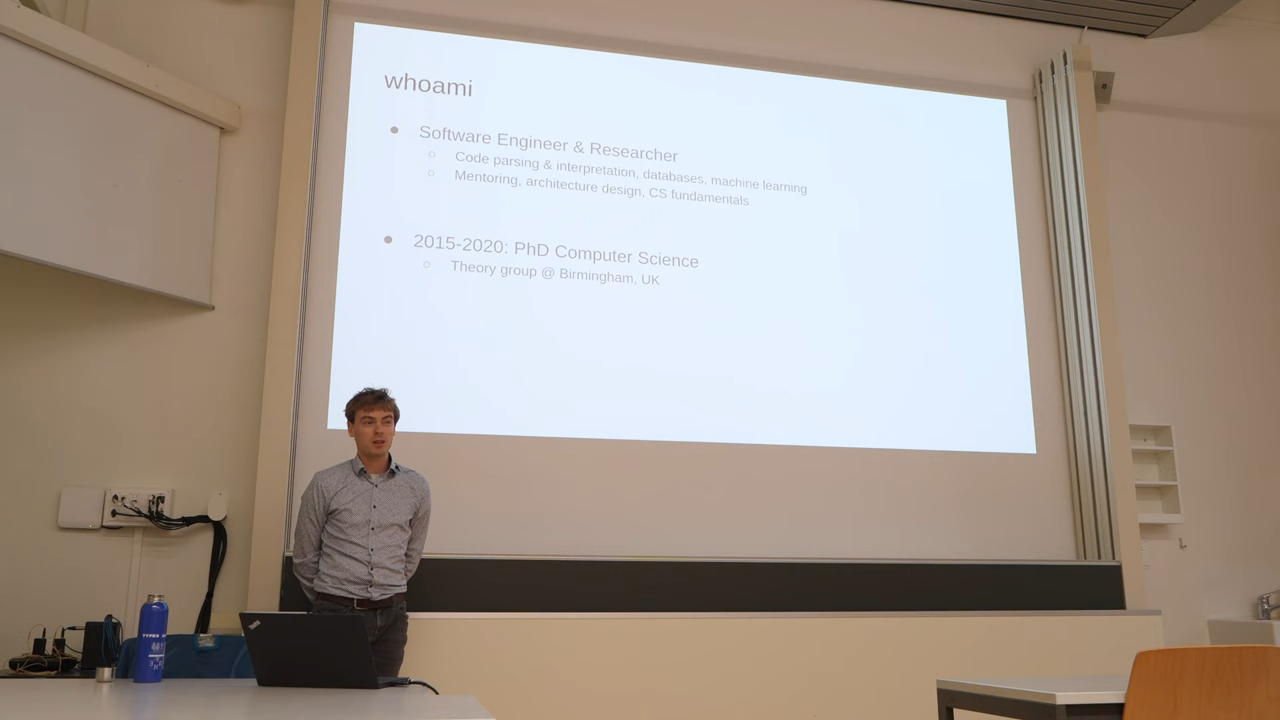 whoami
● Software Engineer & Researcher
○ Code parsing & interpretation, databases, machine learning
○ Mentoring, architecture design, CS fundamentals
● 2015-2020: PhD Computer Science
○ Theory group @ Birmingham, UK
TYPES